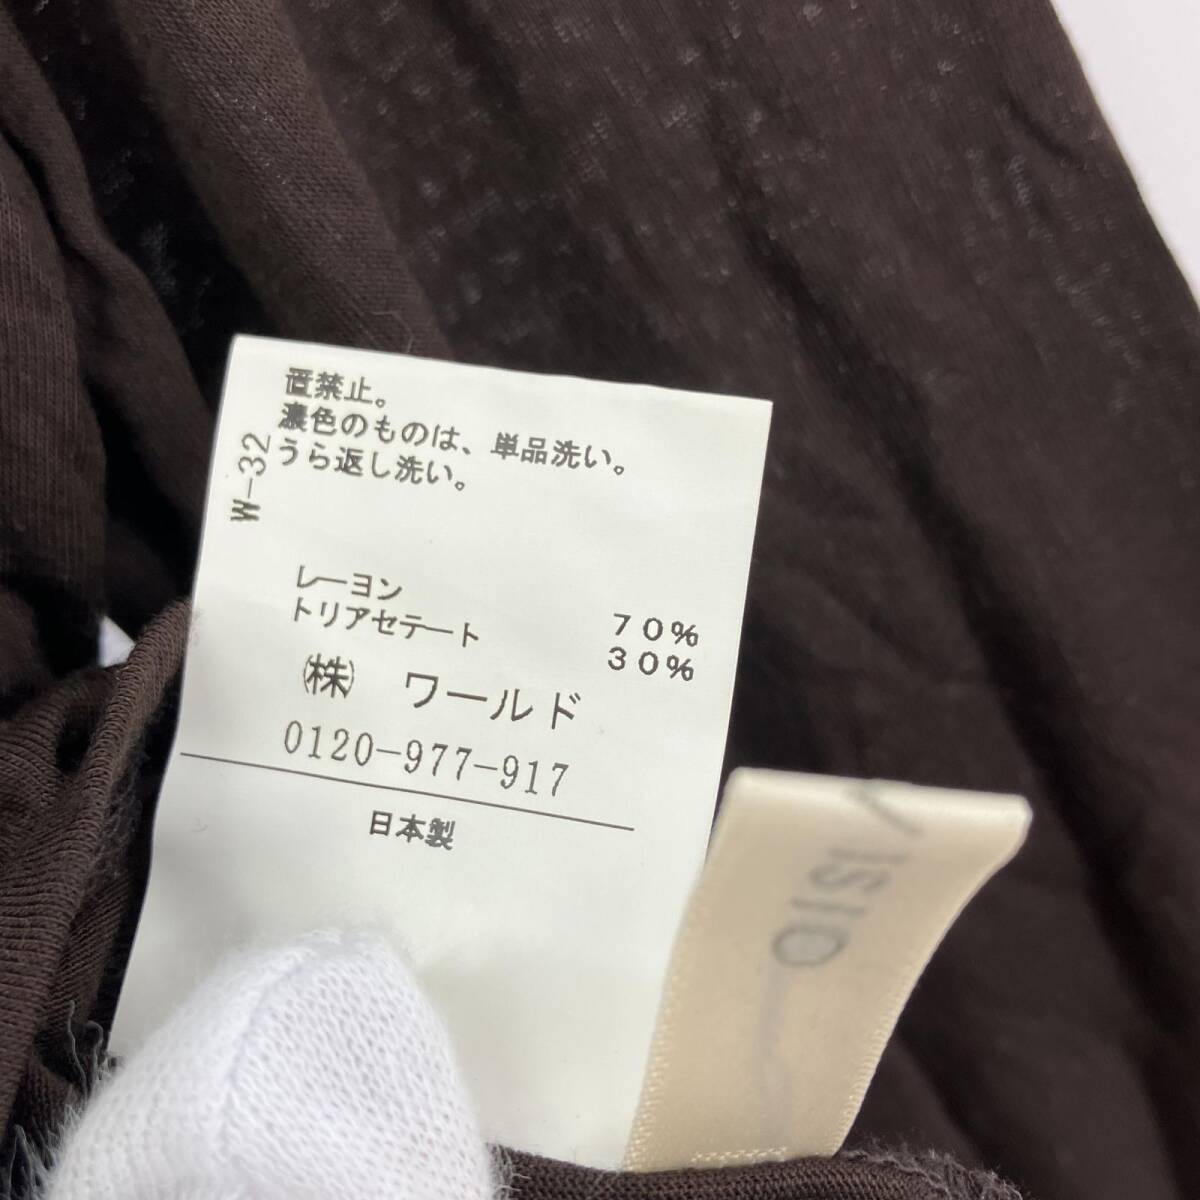 置禁止。
濃色のものは、単品洗い。
うら返し洗い。
W-32
レーヨン 70%
トリアセテート 30%
㈱ ワールド
0120-977-917
日本製